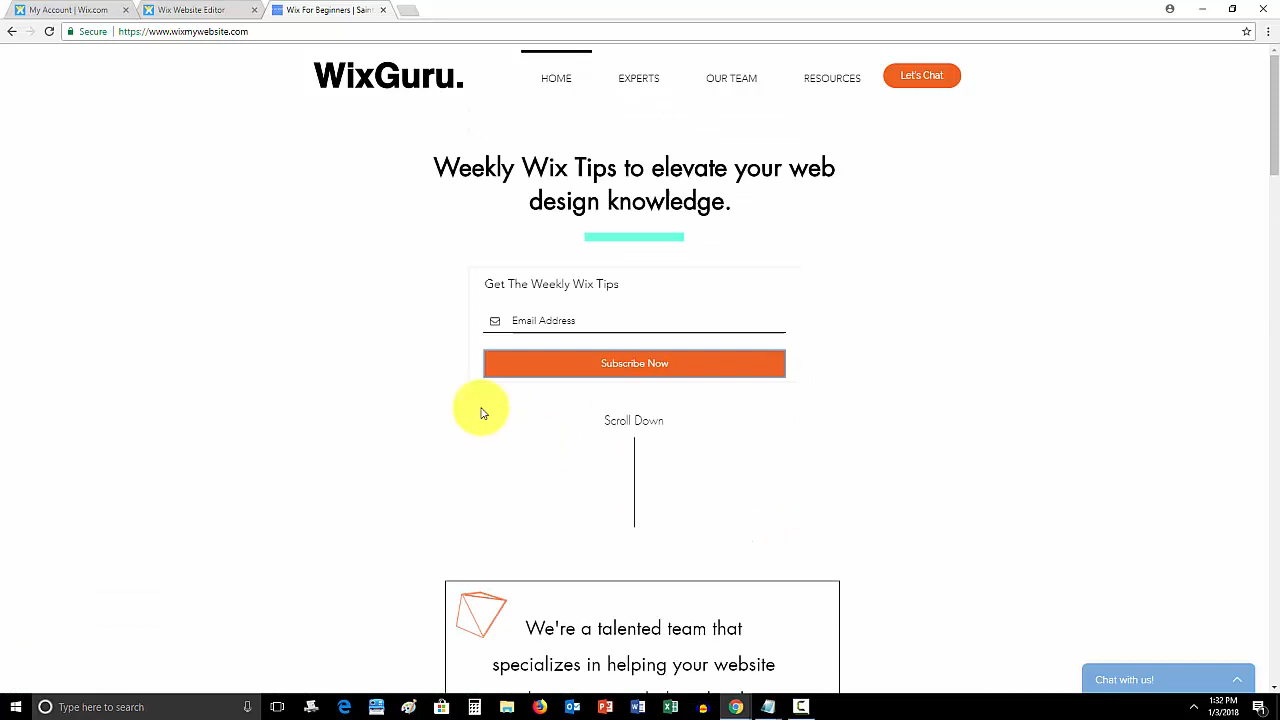 My Account | Wix.com
Wix Website Editor
Wix For Beginners | Sain
Secure
https://www.wixmywebsite.com
WixGuru.
HOME
EXPERTS
OUR TEAM
RESOURCES
Let's Chat
Weekly Wix Tips to elevate your web
design knowledge.
Get The Weekly Wix Tips
Email Address
Subscribe Now
Scroll Down
We're a talented team that
specializes in helping your website
Chat with us!
Type here to search
1:32 PM
1/3/2018